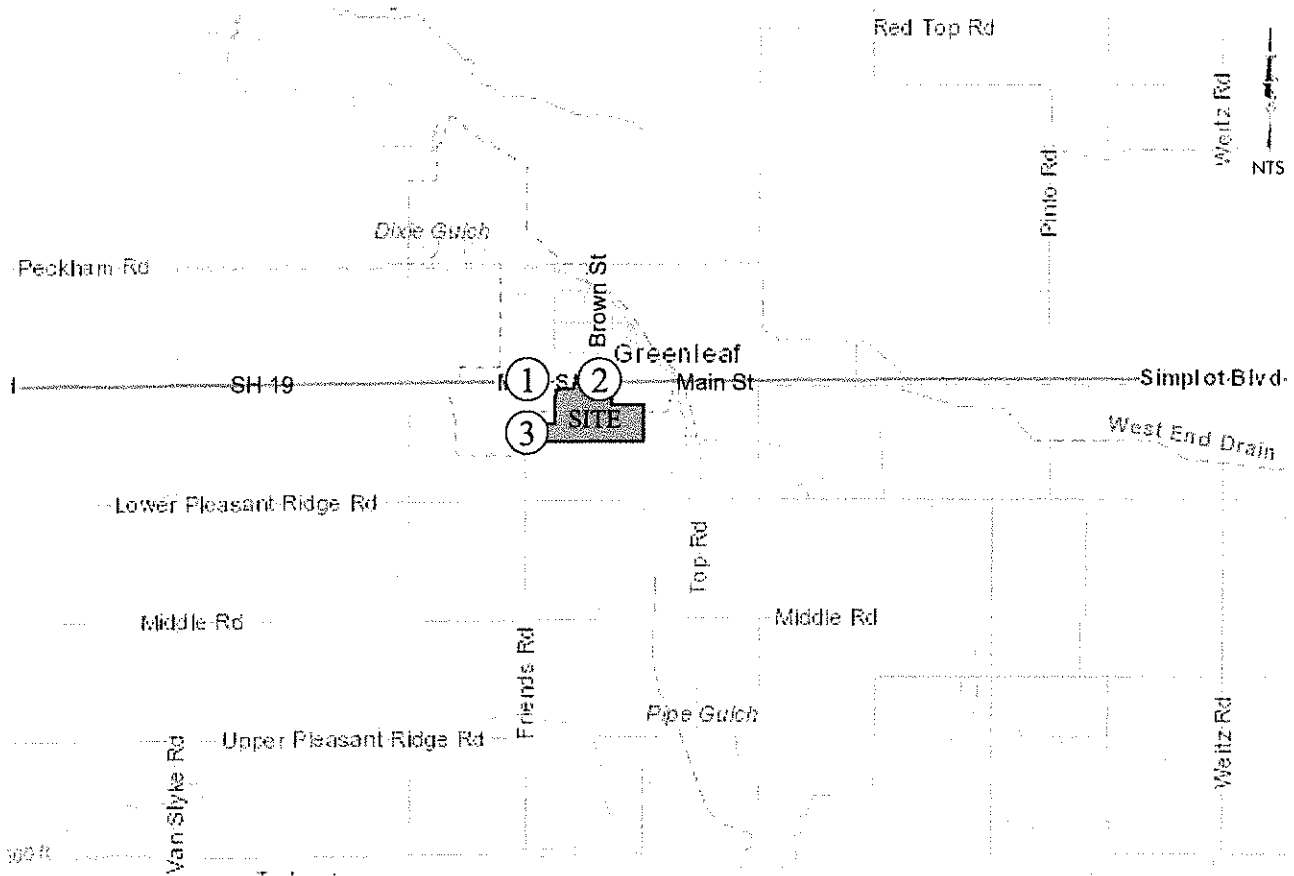 Red Top Rd
Weitz Rd
NTS
Pinto Rd
Dixie Gulch
Peckham Rd
Brown St
Greenleaf
SH 19
1
2
Main St
Simplot Blvd
3
SITE
West End Drain
Lower Pleasant Ridge Rd
Top Rd
Middle Rd
Middle Rd
Friends Rd
Pipe Gulch
Upper Pleasant Ridge Rd
Weitz Rd
Van Slyke Rd